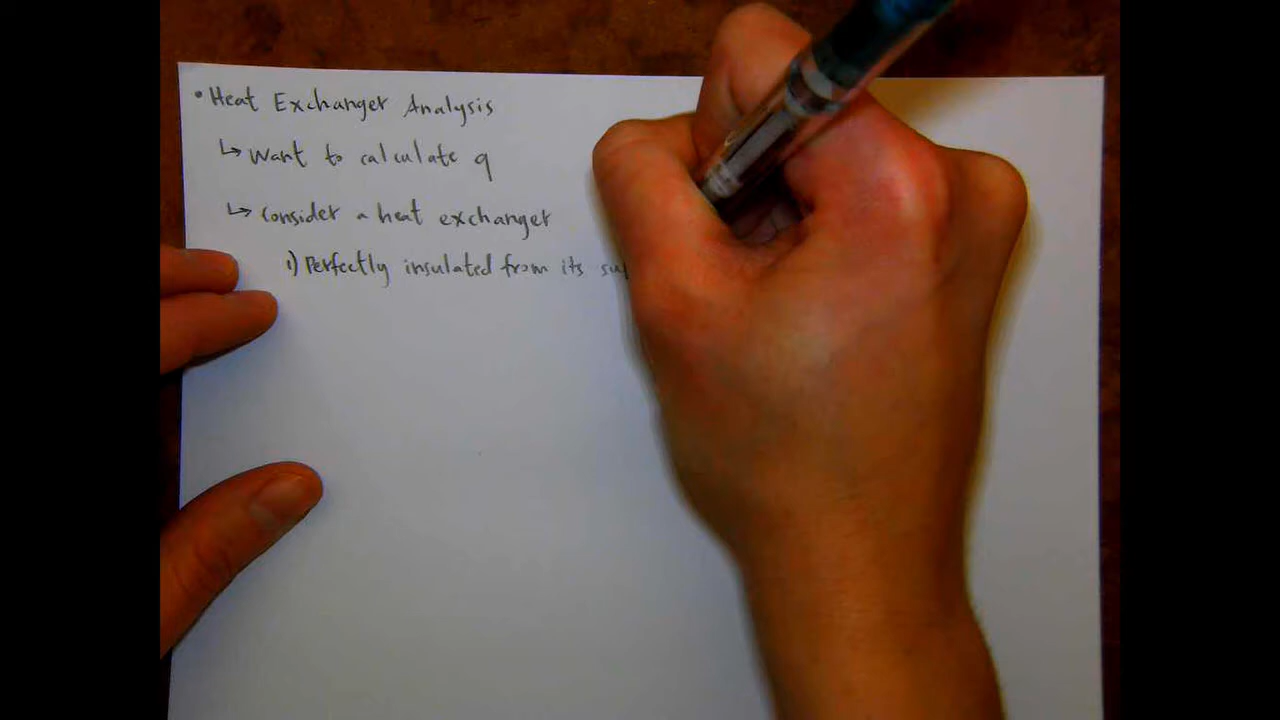 • Heat Exchanger Analysis
↳ Want to calculate q
↳ Consider a heat exchanger
1) Perfectly insulated from its